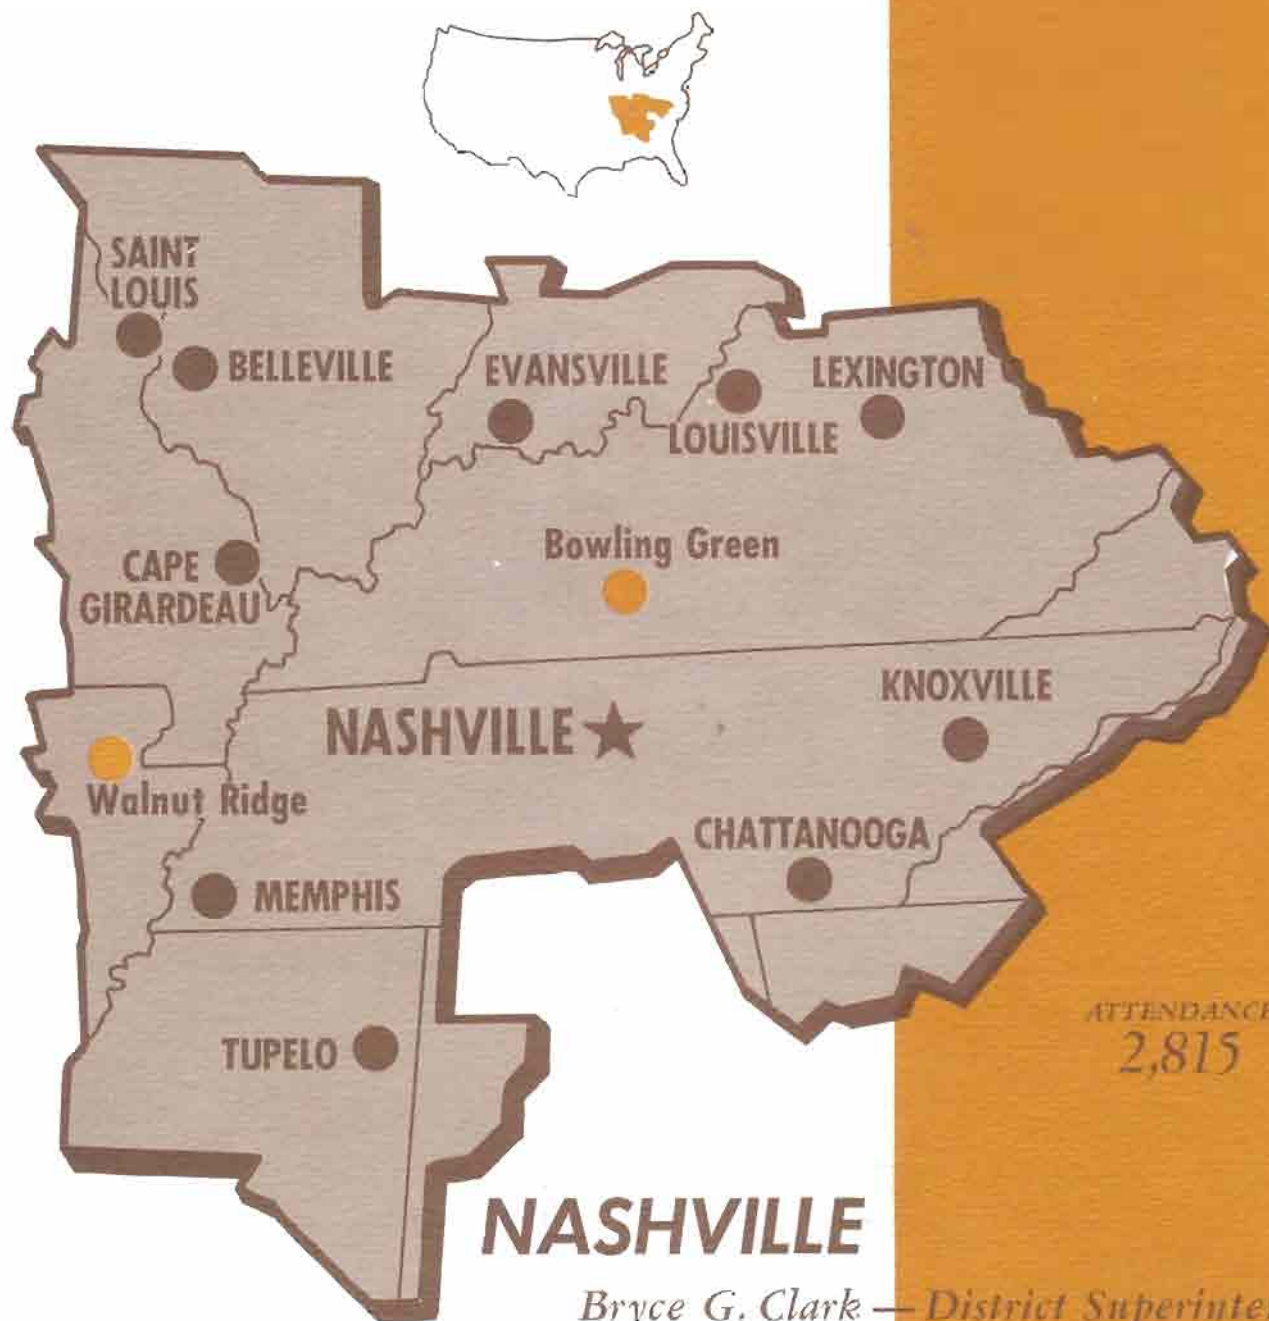 SAINT
LOUIS
BELLEVILLE
EVANSVILLE
LEXINGTON
LOUISVILLE
Bowling Green
CAPE
GIRARDEAU
KNOXVILLE
NASHVILLE
Walnut Ridge
CHATTANOOGA
MEMPHIS
ATTENDANCE
2,815
TUPELO
NASHVILLE
Bryce G. Clark — District